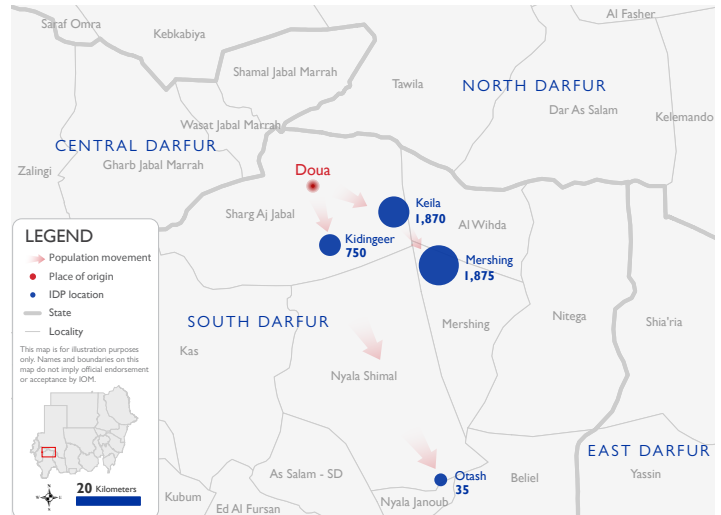 Saraf Omra
Kebkabiya
Al Fasher
Shamal Jabal Marrah
Tawila
NORTH DARFUR
Dar As Salam
Kelemando
Wasat Jabal Marrah
CENTRAL DARFUR
Gharb Jabal Marrah
Zalingi
Doua
Keila
1,870
Sharg Aj Jabal
Al Wihda
Kidingeer
750
Mershing
1,875
LEGEND
Population movement
Place of origin
IDP location
State
Locality
This map is for illustration purposes
only. Names and boundaries on this
map do not imply official endorsement
or acceptance by IOM.
20 Kilometers
N
W
E
S
SOUTH DARFUR
Mershing
Nitega
Shia'ria
Kas
Nyala Shimal
EAST DARFUR
As Salam - SD
Otash
35
Beliel
Yassin
Kubum
Ed Al Fursan
Nyala Janoub